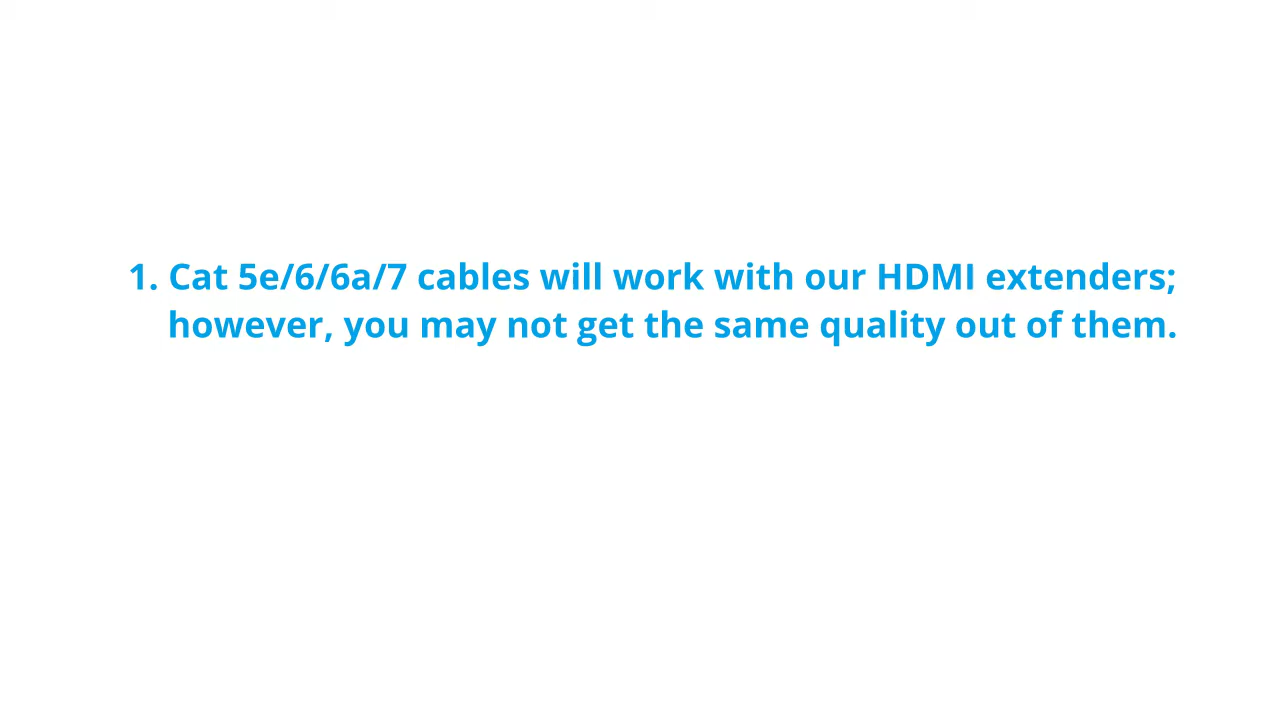 1. Cat 5e/6/6a/7 cables will work with our HDMI extenders;
however, you may not get the same quality out of them.